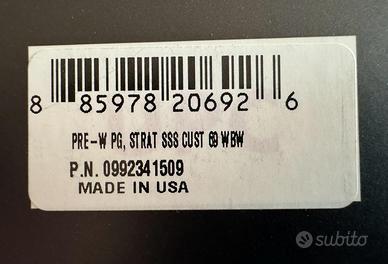 8 85978 20692 6
PRE-W PG, STRAT SSS CUST 69 WBW
P.N. 0992341509
MADE IN USA
subito